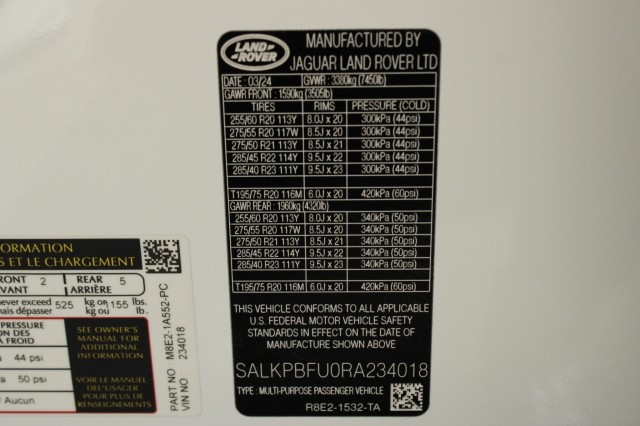 LAND
ROVER
MANUFACTURED BY
JAGUAR LAND ROVER LTD
DATE : 03/24 GVWR : 3380kg (7450lb)
GAWR FRONT : 1590kg (3505lb)
TIRES RIMS PRESSURE (COLD)
255/60 R20 113Y 8.0J x 20 300kPa (44psi)
275/55 R20 117W 8.5J x 20 300kPa (44psi)
275/50 R21 113Y 8.5J x 21 300kPa (44psi)
285/45 R22 114Y 9.5J x 22 300kPa (44psi)
285/40 R23 111Y 9.5J x 23 300kPa (44psi)
T195/75 R20 116M 6.0J x 20 420kPa (60psi)
GAWR REAR: 1960kg (4320lb)
255/60 R20 113Y 8.0J x 20 340kPa (50psi)
275/55 R20 117W 8.5J x 20 340kPa (50psi)
275/50 R21 113Y 8.5J x 21 340kPa (50psi)
285/45 R22 114Y 9.5J x 22 340kPa (50psi)
285/40 R23 111Y 9.5J x 23 340kPa (50psi)
T195/75 R20 116M 6.0J x 20 420kPa (60psi)
THIS VEHICLE CONFORMS TO ALL APPLICABLE
U.S. FEDERAL MOTOR VEHICLE SAFETY
STANDARDS IN EFFECT ON THE DATE OF
MANUFACTURE SHOWN ABOVE.
SALKPBFU0RA234018
TYPE : MULTI-PURPOSE PASSENGER VEHICLE
R8E2-1532-TA
ORMATION
S ET LE CHARGEMENT
RONT 2 REAR 5
VANT ARRIÈRE
never exceed 525 kg or 155 lbs.
mais dépasser kg ou lb.
PRESSURE
ION DES
À FROID
44 psi
50 psi
Aucun
SEE OWNER'S
MANUAL FOR
ADDITIONAL
INFORMATION
VOIR LE MANUEL
DE L'USAGER
POUR PLUS DE
RENSEIGNEMENTS
PART NO M8E2-1A552-PC
VIN NO 234018